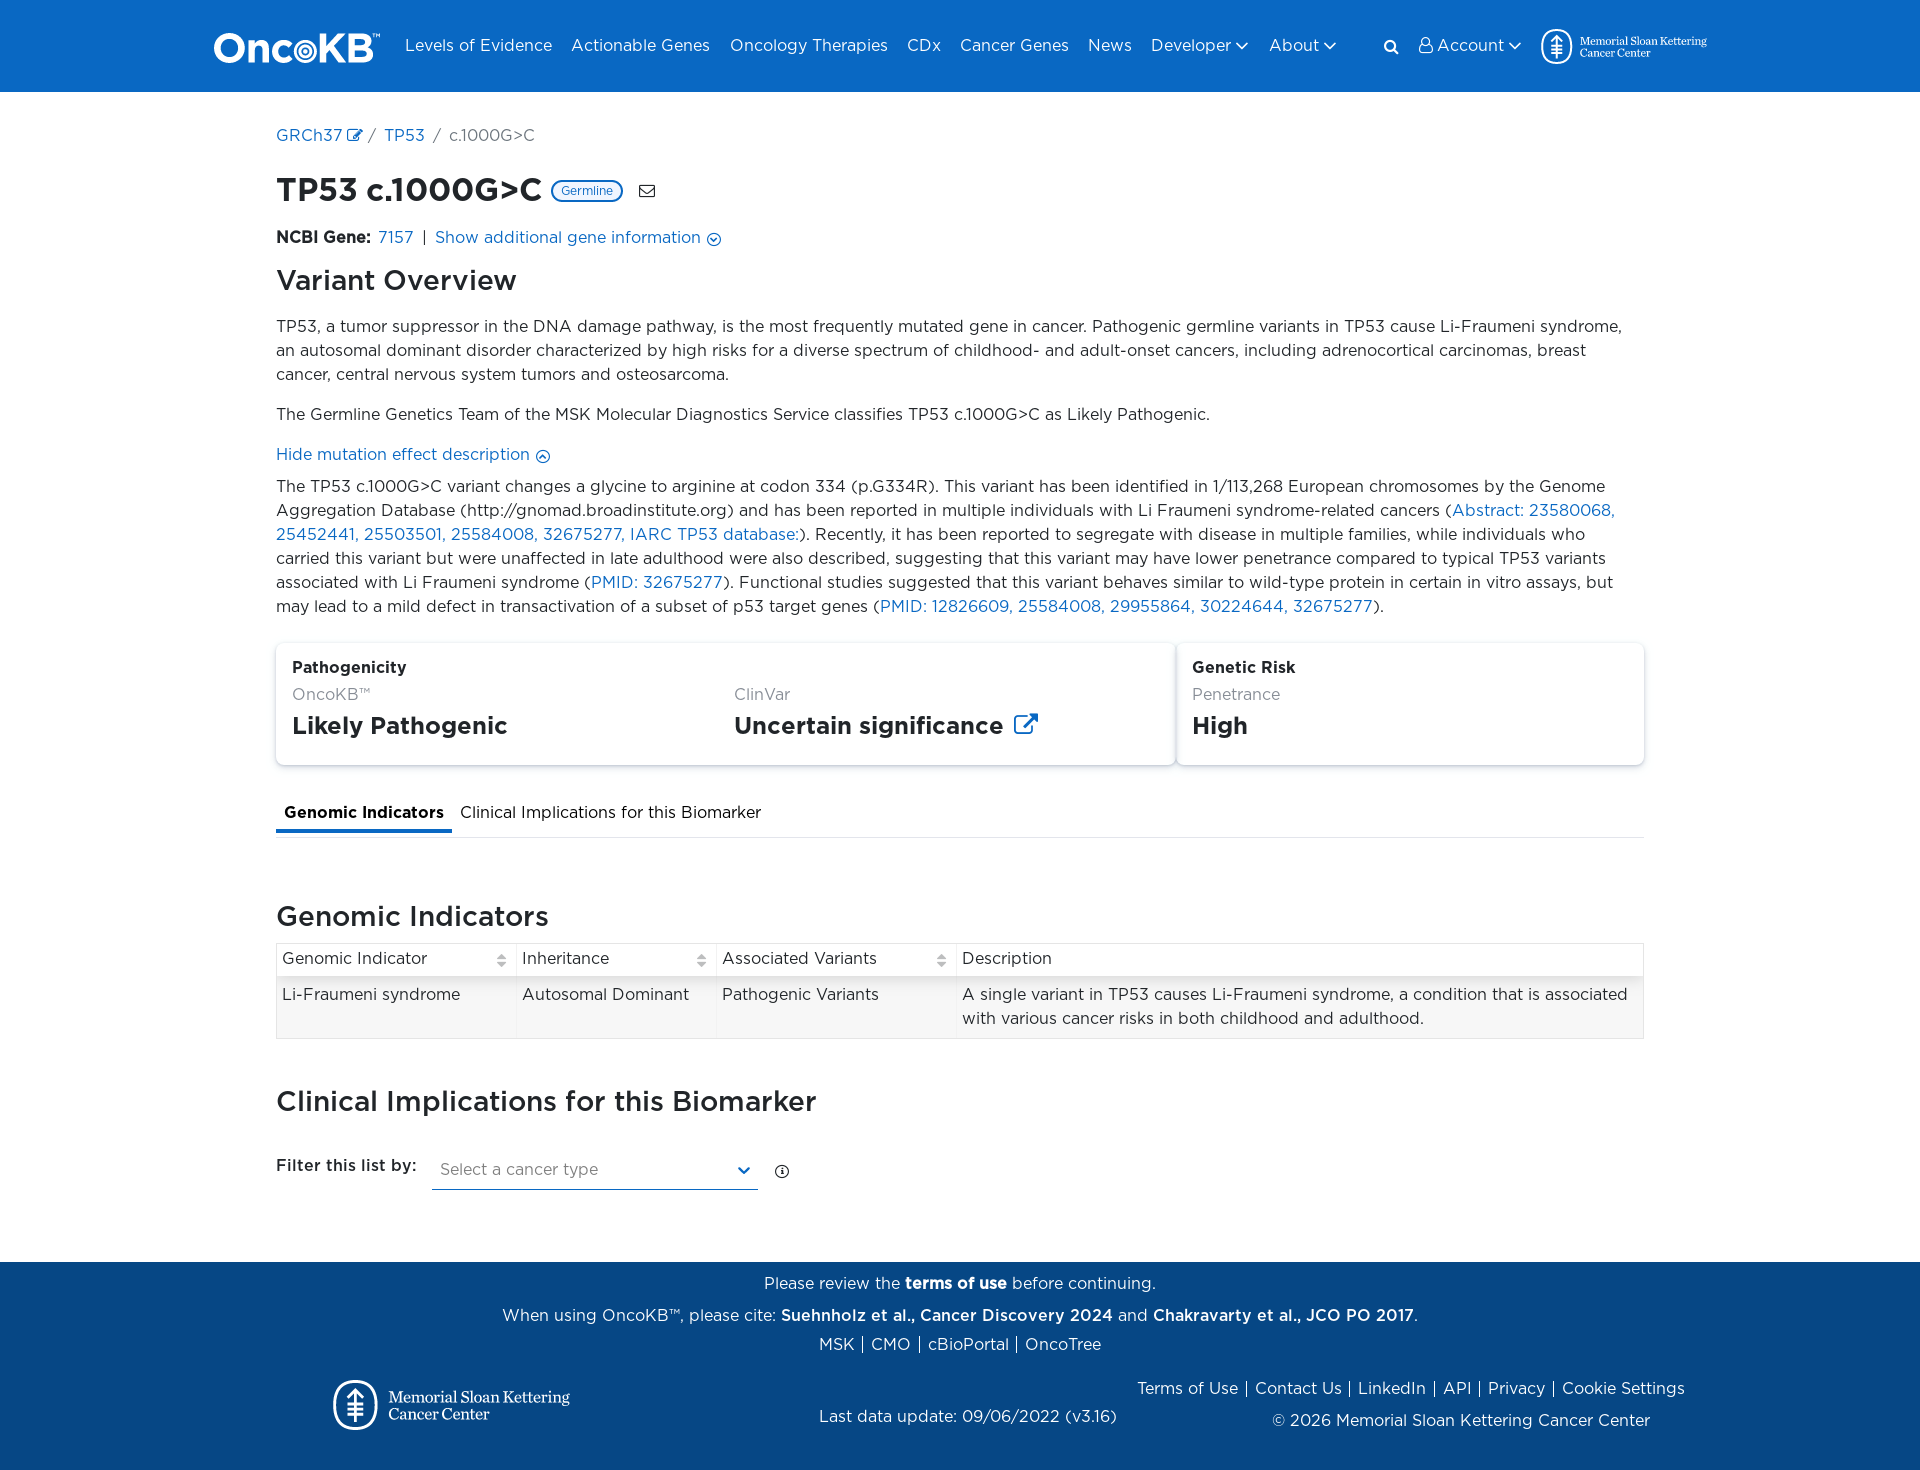 OncoKB™ Levels of Evidence Actionable Genes Oncology Therapies CDx Cancer Genes News Developer About Account Memorial Sloan Kettering Cancer Center
GRCh37 / TP53 / c.1000G>C
TP53 c.1000G>C Germline
NCBI Gene: 7157 | Show additional gene information
Variant Overview
TP53, a tumor suppressor in the DNA damage pathway, is the most frequently mutated gene in cancer. Pathogenic germline variants in TP53 cause Li-Fraumeni syndrome,
an autosomal dominant disorder characterized by high risks for a diverse spectrum of childhood- and adult-onset cancers, including adrenocortical carcinomas, breast
cancer, central nervous system tumors and osteosarcoma.
The Germline Genetics Team of the MSK Molecular Diagnostics Service classifies TP53 c.1000G>C as Likely Pathogenic.
Hide mutation effect description
The TP53 c.1000G>C variant changes a glycine to arginine at codon 334 (p.G334R). This variant has been identified in 1/113,268 European chromosomes by the Genome
Aggregation Database (http://gnomad.broadinstitute.org) and has been reported in multiple individuals with Li Fraumeni syndrome-related cancers (Abstract: 23580068,
25452441, 25503501, 25584008, 32675277, IARC TP53 database:). Recently, it has been reported to segregate with disease in multiple families, while individuals who
carried this variant but were unaffected in late adulthood were also described, suggesting that this variant may have lower penetrance compared to typical TP53 variants
associated with Li Fraumeni syndrome (PMID: 32675277). Functional studies suggested that this variant behaves similar to wild-type protein in certain in vitro assays, but
may lead to a mild defect in transactivation of a subset of p53 target genes (PMID: 12826609, 25584008, 29955864, 30224644, 32675277).
Pathogenicity
OncoKB™ ClinVar
Likely Pathogenic Uncertain significance
Genetic Risk
Penetrance
High
Genomic Indicators Clinical Implications for this Biomarker
Genomic Indicators
Genomic Indicator Inheritance Associated Variants Description
Li-Fraumeni syndrome Autosomal Dominant Pathogenic Variants A single variant in TP53 causes Li-Fraumeni syndrome, a condition that is associated
with various cancer risks in both childhood and adulthood.
Clinical Implications for this Biomarker
Filter this list by: Select a cancer type
Please review the terms of use before continuing.
When using OncoKB™, please cite: Suehnholz et al., Cancer Discovery 2024 and Chakravarty et al., JCO PO 2017.
MSK | CMO | cBioPortal | OncoTree
Memorial Sloan Kettering
Cancer Center
Last data update: 09/06/2022 (v3.16)
Terms of Use | Contact Us | LinkedIn | API | Privacy | Cookie Settings
© 2026 Memorial Sloan Kettering Cancer Center